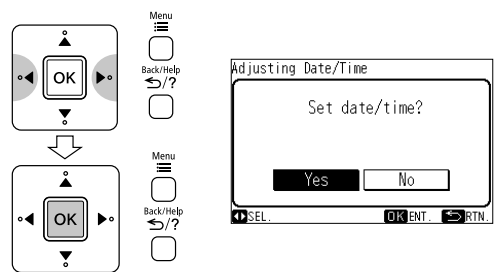 Menu
OK
Back/Help
/?
Menu
OK
Back/Help
/?
Adjusting Date/Time
Set date/time?
Yes No
SEL. OK ENT. RTN.